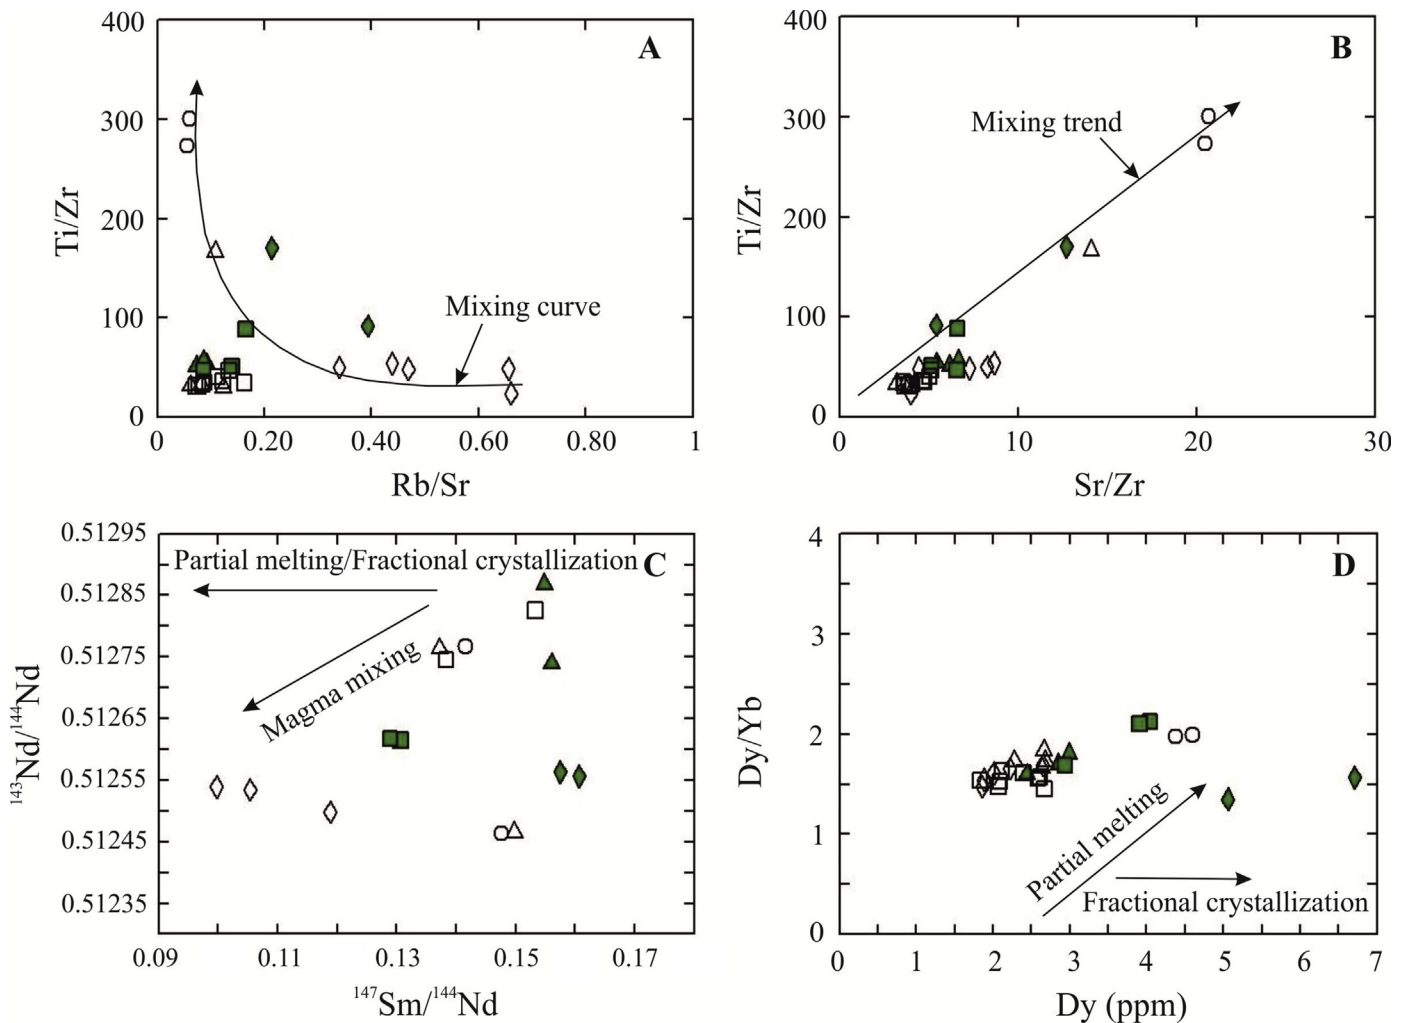 A
400
300
200
100
0
Ti/Zr
Mixing curve
0
0.20
0.40
0.60
0.80
1
Rb/Sr
B
400
300
200
100
0
Ti/Zr
Mixing trend
0
10
20
30
Sr/Zr
C
0.51295
0.51285
0.51275
0.51265
0.51255
0.51245
0.51235
¹⁴³Nd/¹⁴⁴Nd
Partial melting/Fractional crystallization
Magma mixing
0.09
0.11
0.13
0.15
0.17
¹⁴⁷Sm/¹⁴⁴Nd
D
4
3
2
1
0
Dy/Yb
Partial melting
Fractional crystallization
0
1
2
3
4
5
6
7
Dy (ppm)